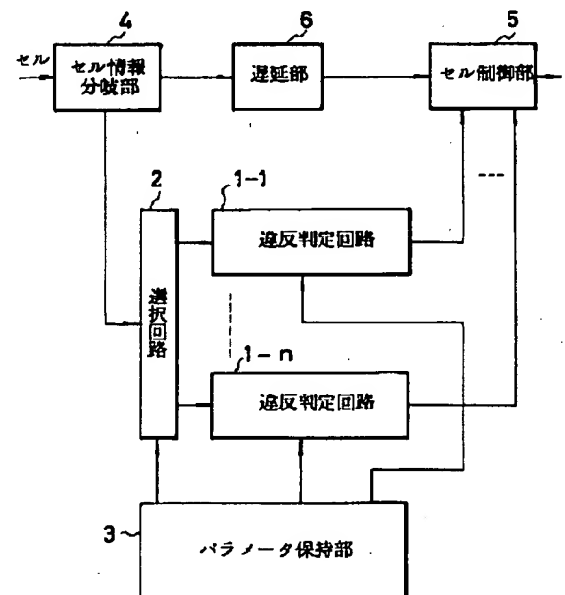 4
6
5
セル
セル情報
分岐部
遅延部
セル制御部
2
1-1
違反判定回路
選択回路
1-n
違反判定回路
3
パラメータ保持部